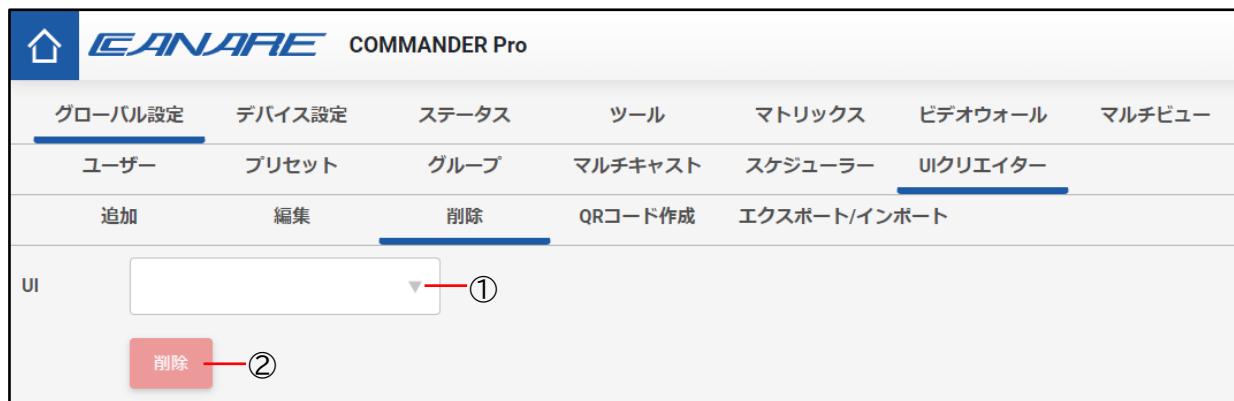 CANARE COMMANDER Pro
グローバル設定 デバイス設定 ステータス ツール マトリックス ビデオウォール マルチビュー
ユーザー プリセット グループ マルチキャスト スケジューラー UIクリエイター
追加 編集 削除 QRコード作成 エクスポート/インポート
UI ▼ ①
削除 ②